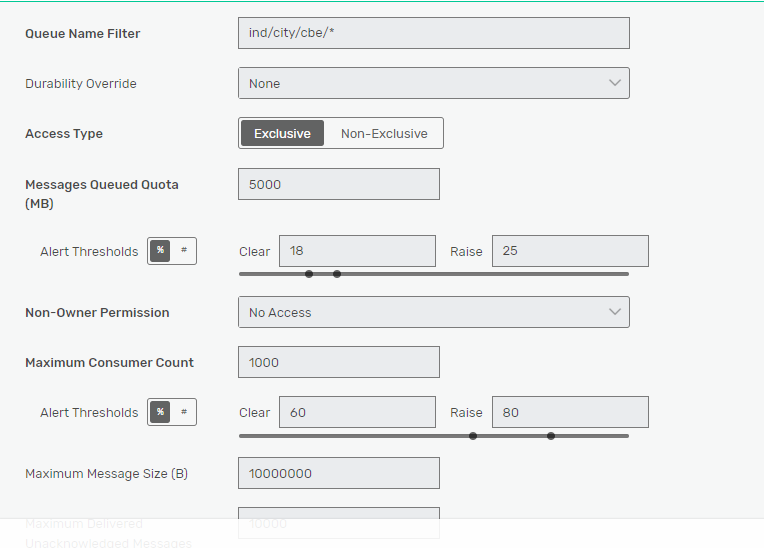 Queue Name Filter ind/city/cbe/*
Durability Override None
Access Type Exclusive Non-Exclusive
Messages Queued Quota 5000
(MB)
Alert Thresholds % # Clear 18 Raise 25
Non-Owner Permission No Access
Maximum Consumer Count 1000
Alert Thresholds % # Clear 60 Raise 80
Maximum Message Size (B) 10000000
Maximum Delivered 10000
Unacknowledged Messages